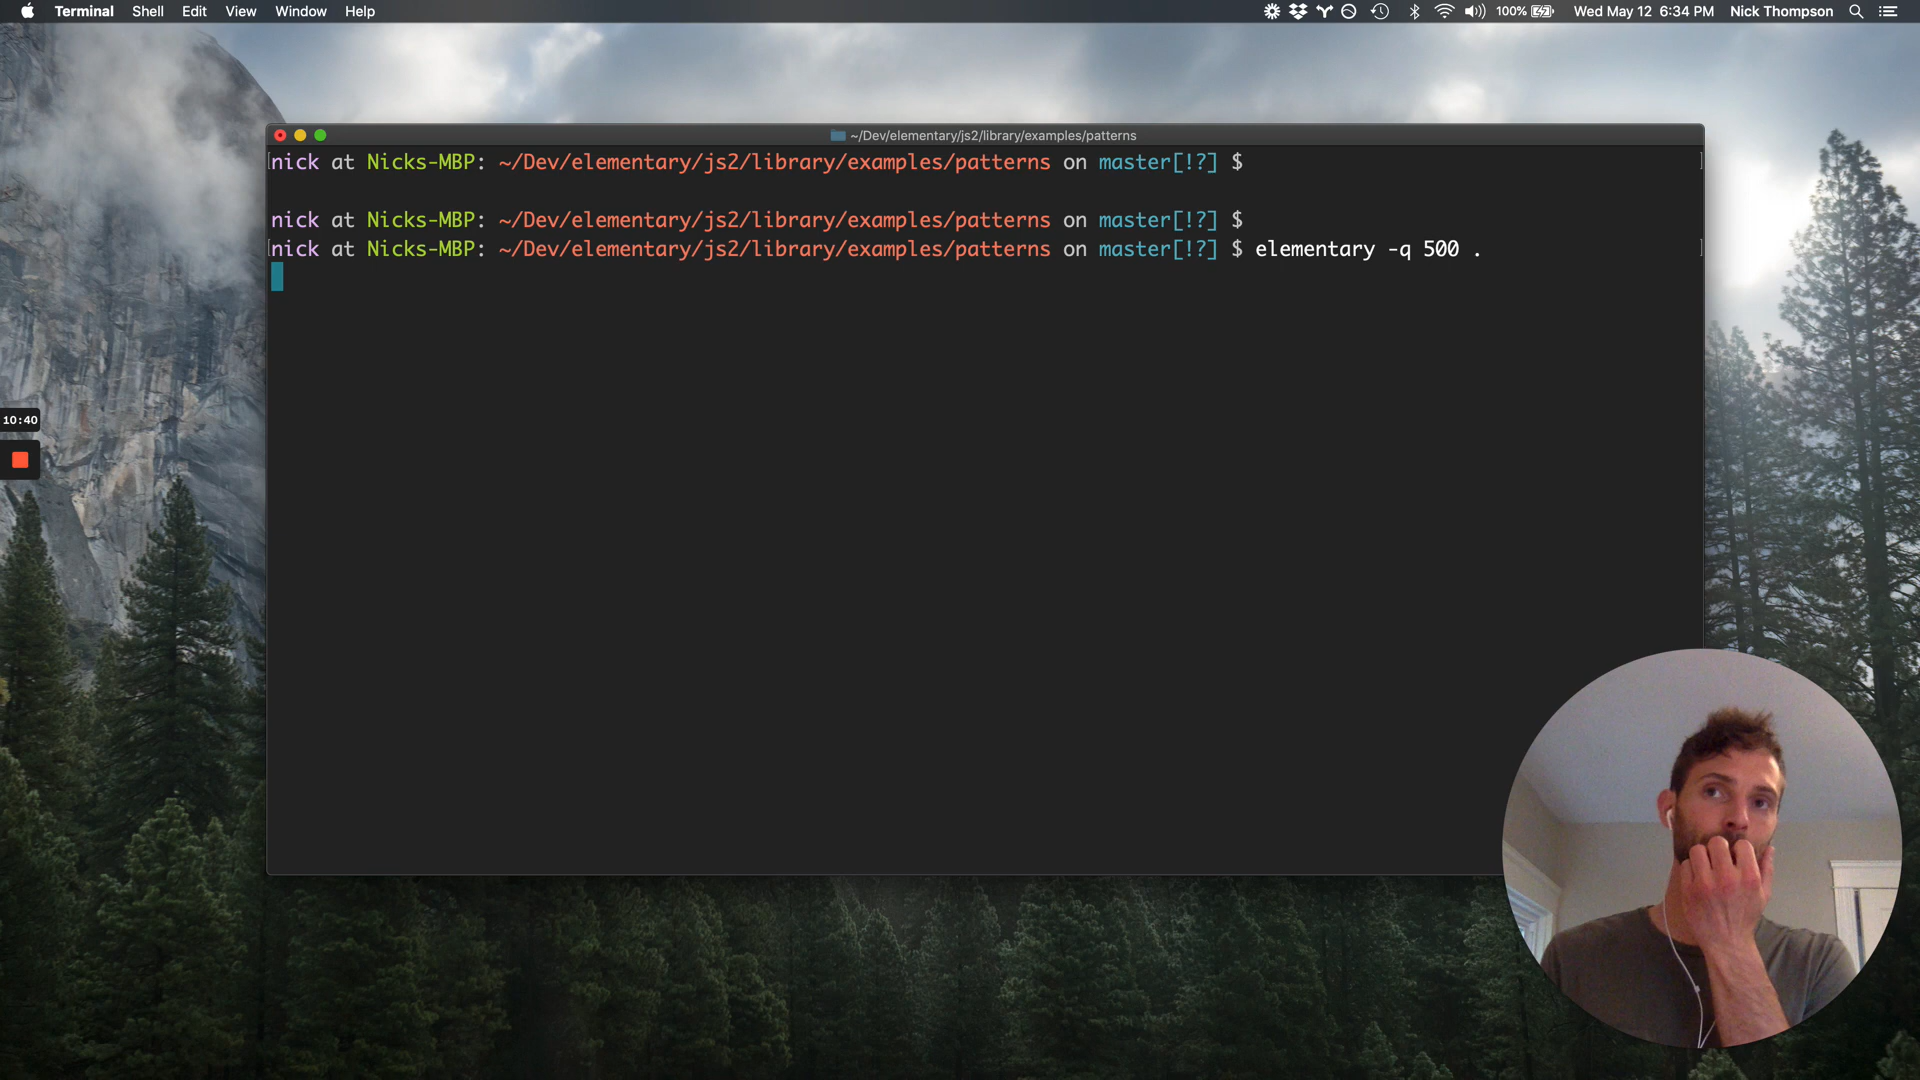 Terminal Shell Edit View Window Help 100% Wed May 12 6:34 PM Nick Thompson
~/Dev/elementary/js2/library/examples/patterns
nick at Nicks-MBP: ~/Dev/elementary/js2/library/examples/patterns on master[!?] $
nick at Nicks-MBP: ~/Dev/elementary/js2/library/examples/patterns on master[!?] $
nick at Nicks-MBP: ~/Dev/elementary/js2/library/examples/patterns on master[!?] $ elementary -q 500 .
10:40